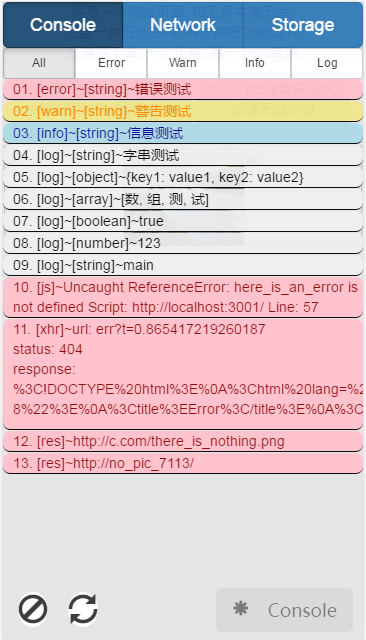 Console Network Storage
All Error Warn Info Log
01. [error]~[string]~错误测试
02. [warn]~[string]~警告测试
03. [info]~[string]~信息测试
04. [log]~[string]~字串测试
05. [log]~[object]~{key1: value1, key2: value2}
06. [log]~[array]~[数, 组, 测, 试]
07. [log]~[boolean]~true
08. [log]~[number]~123
09. [log]~[string]~main
10. [js]~Uncaught ReferenceError: here_is_an_error is
not defined Script: http://localhost:3001/ Line: 57
11. [xhr]~url: err?t=0.865417219260187
status: 404
response:
%3C!DOCTYPE%20html%3E%0A%3Chtml%20lang=%
8%22%3E%0A%3Ctitle%3EError%3C/title%3E%0A%3C
12. [res]~http://c.com/there_is_nothing.png
13. [res]~http://no_pic_7113/
Console